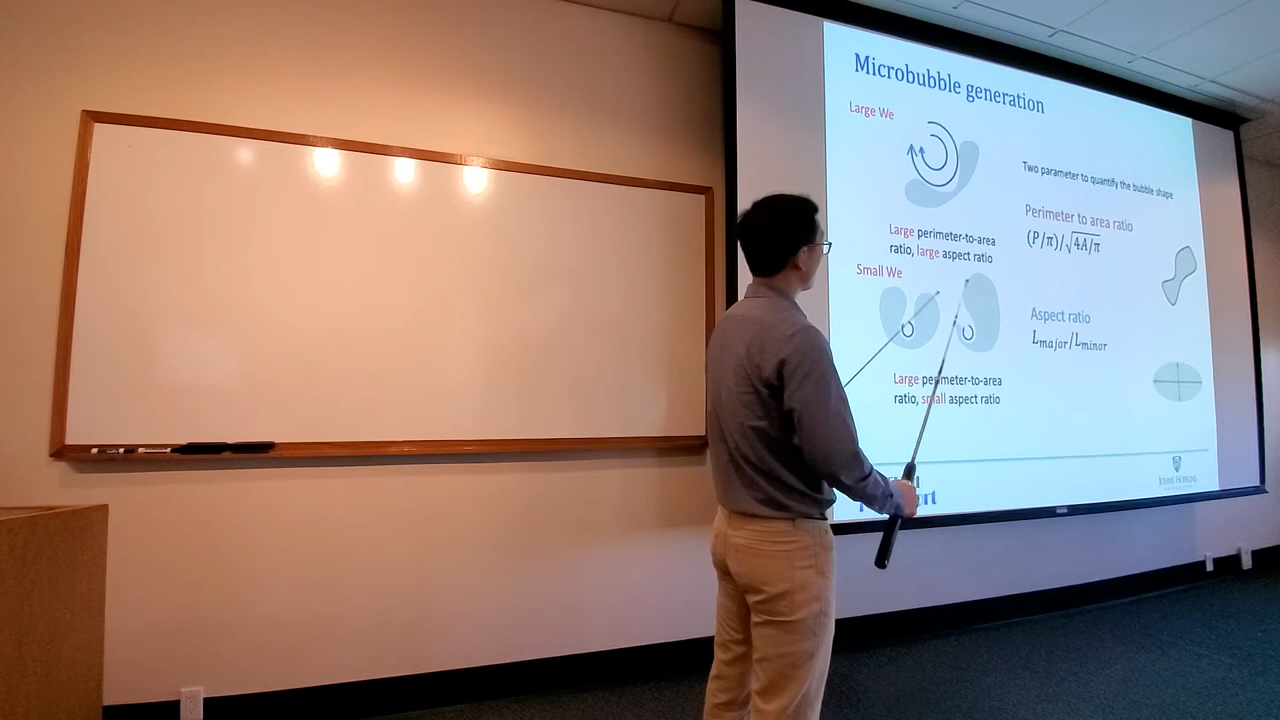 Microbubble generation
Large We
Two parameter to quantify the bubble shape
Perimeter to area ratio
(P/π)/√4A/π
Large perimeter-to-area
ratio, large aspect ratio
Small We
Aspect ratio
L_major/L_minor
Large perimeter-to-area
ratio, small aspect ratio
JOHNS HOPKINS